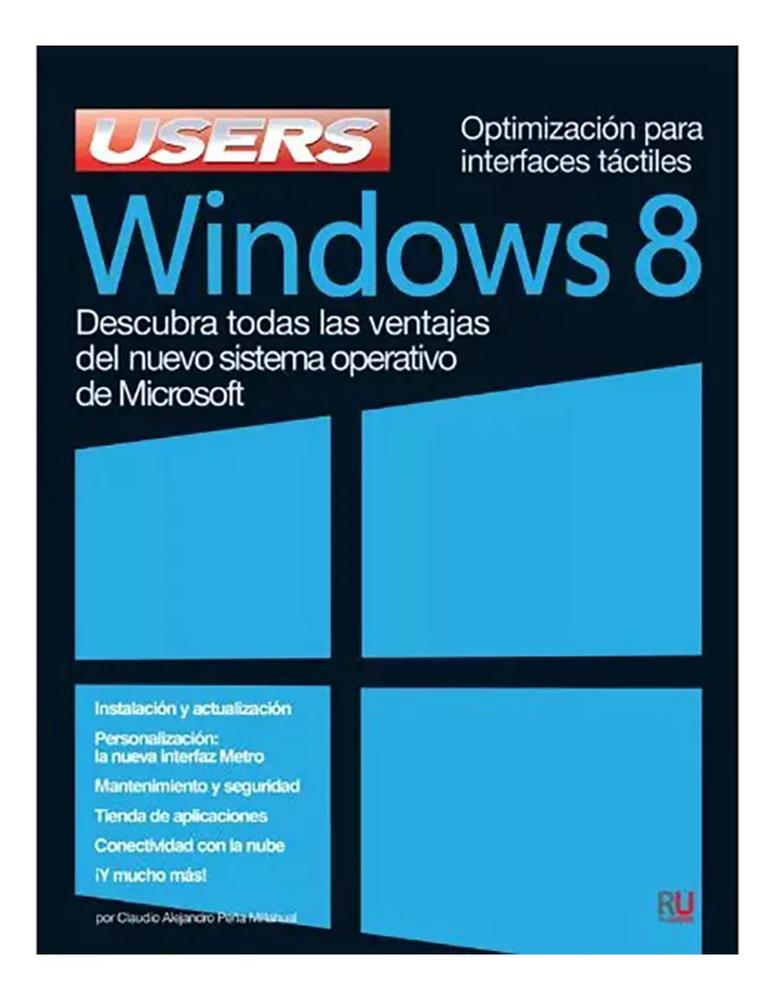 USERS
Optimización para
interfaces táctiles
Windows 8
Descubra todas las ventajas
del nuevo sistema operativo
de Microsoft
Instalación y actualización
Personalización:
la nueva interfaz Metro
Mantenimiento y seguridad
Tienda de aplicaciones
Conectividad con la nube
¡Y mucho más!
por Claudio Alejandro Peña Millahual
RU